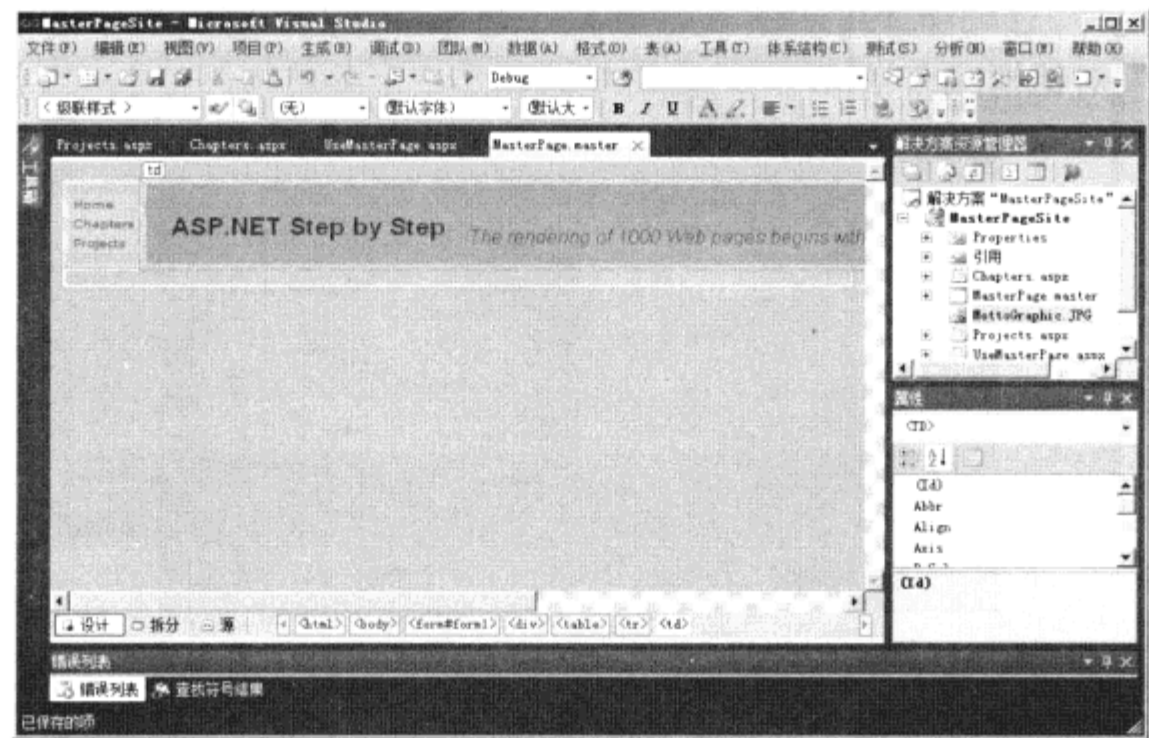 MasterPageSite - Microsoft Visual Studio
文件(F) 编辑(E) 视图(V) 项目(P) 生成(B) 调试(D) 团队(M) 数据(A) 格式(O) 表(A) 工具(T) 体系结构(C) 测试(S) 分析(N) 窗口(W) 帮助(H)
Debug
(无) (默认字体) (默认大 B I U A
Projects.aspx Chapters.aspx UseMasterPage.aspx MasterPage.master
工具箱
td
Home
Chapters
Projects
ASP.NET Step by Step
The rendering of 1000 Web pages begins with
解决方案资源管理器
解决方案 "MasterPageSite"
MasterPageSite
Properties
引用
Chapters.aspx
MasterPage.master
MottoGraphic.JPG
Projects.aspx
UseMasterPage.aspx
属性
<TD>
(Id)
Abbr
Align
Axis
(Id)
设计 拆分 源 <html> <body> <form#form1> <div> <table> <tr> <td>
错误列表
错误列表 查找符号结果
已保存的项